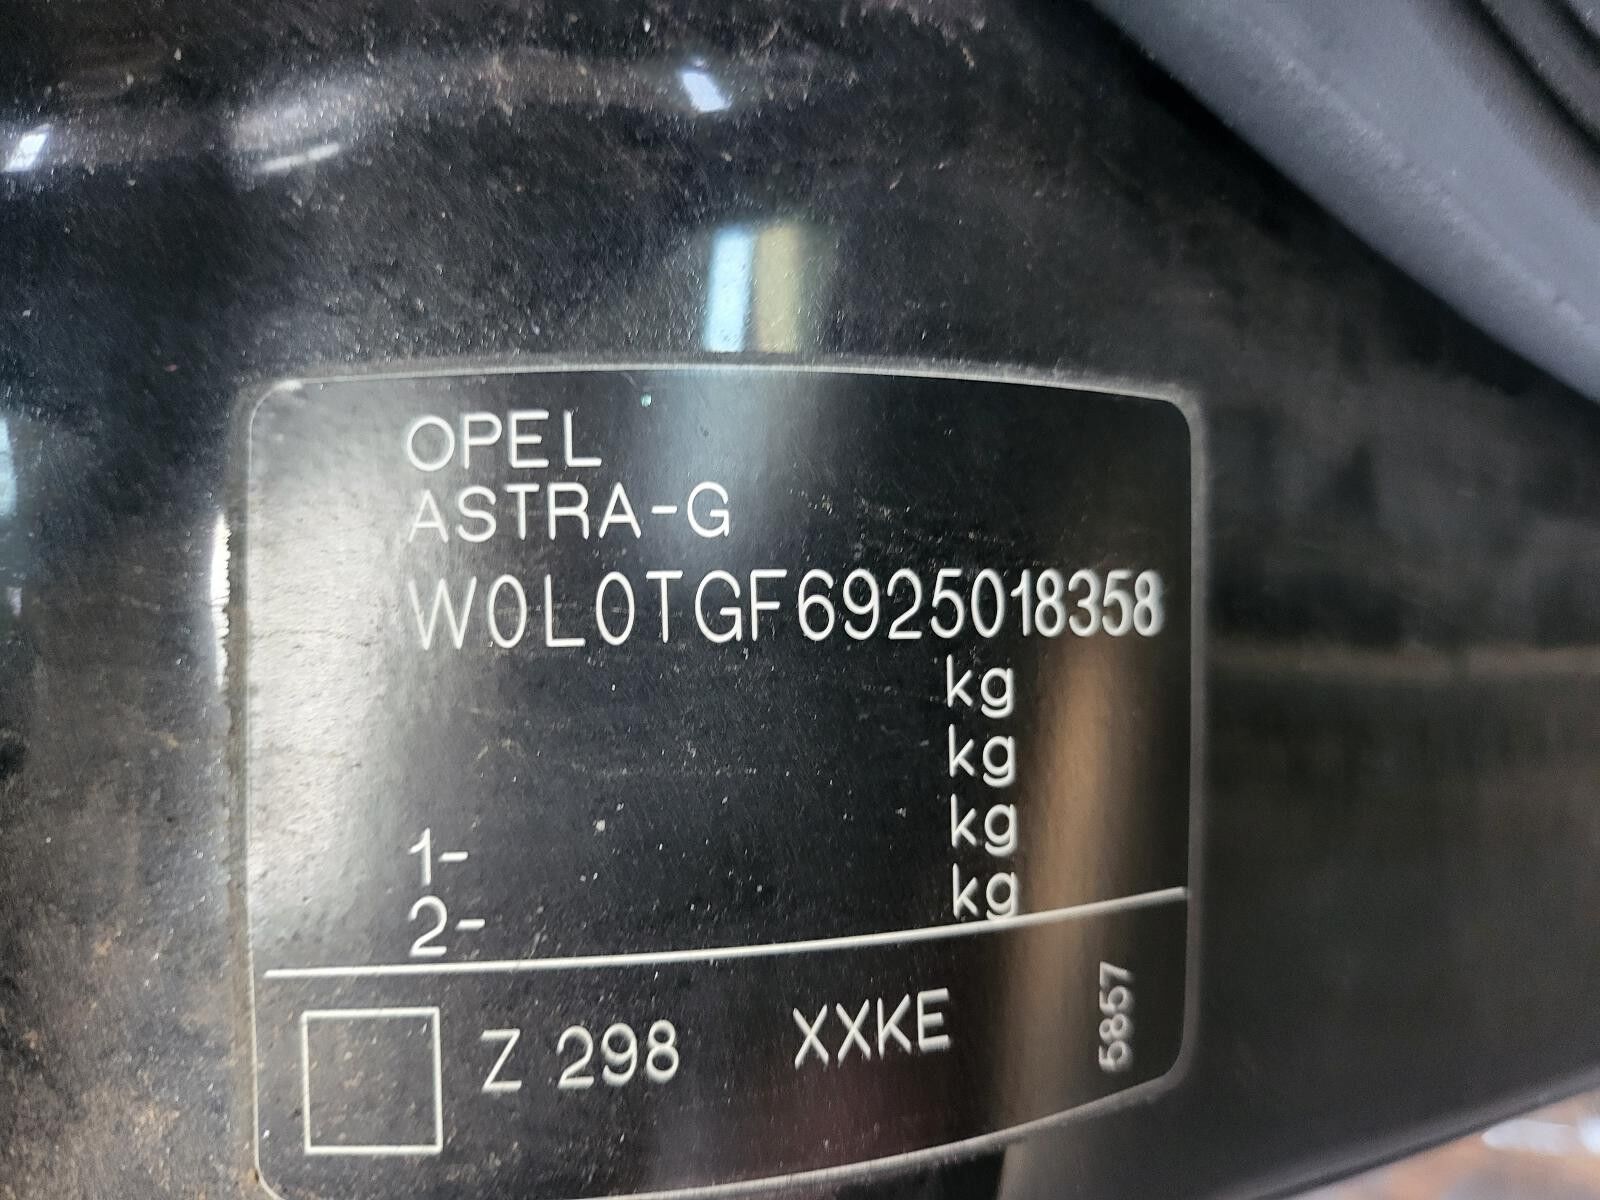 OPEL
ASTRA-G
W0L0TGF6925018358
kg
kg
1- kg
2- kg
Z 298 XXKE
5857